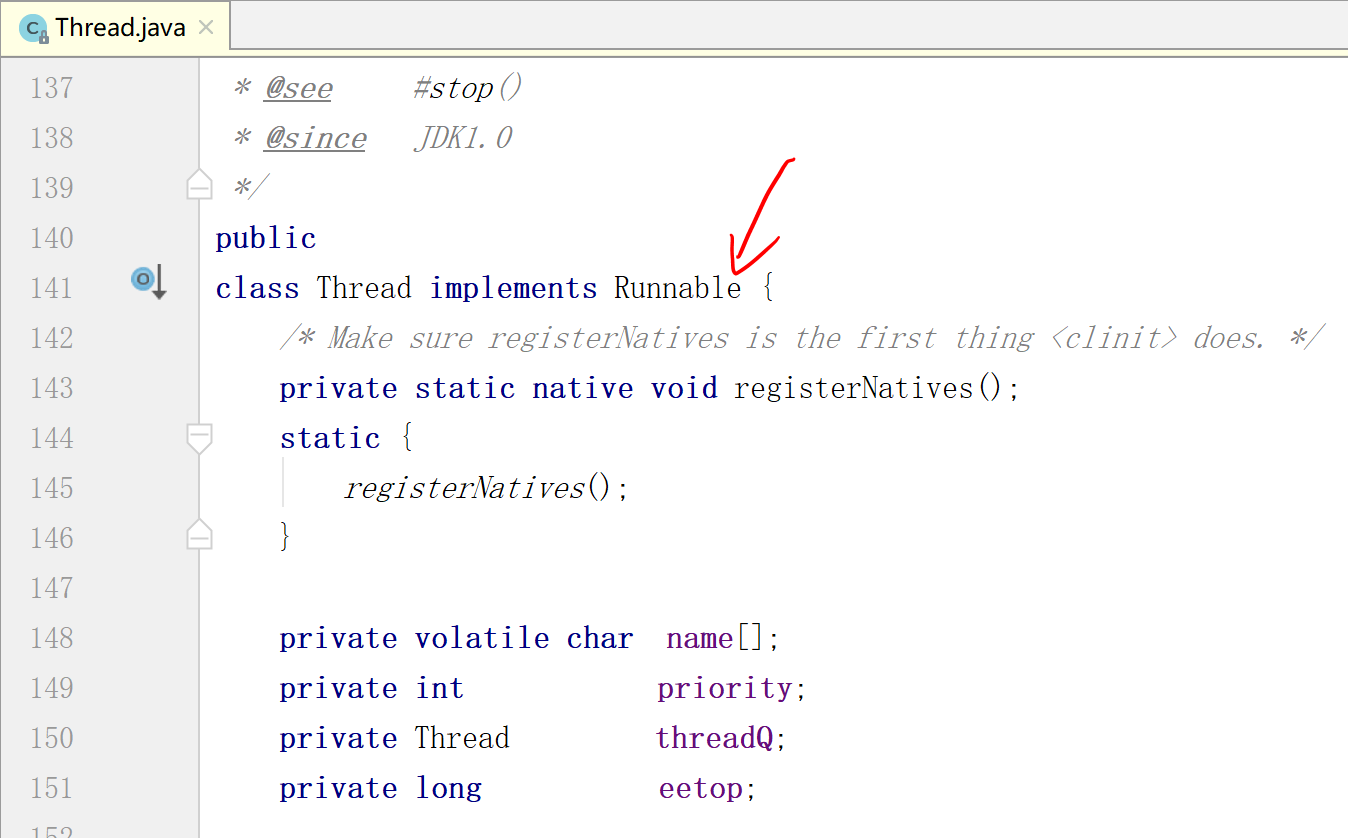 Thread.java
137 * @see #stop()
138 * @since JDK1.0
139 */
140 public
141 class Thread implements Runnable {
142 /* Make sure registerNatives is the first thing <clinit> does. */
143 private static native void registerNatives();
144 static {
145 registerNatives();
146 }
147
148 private volatile char name[];
149 private int priority;
150 private Thread threadQ;
151 private long eetop;
152